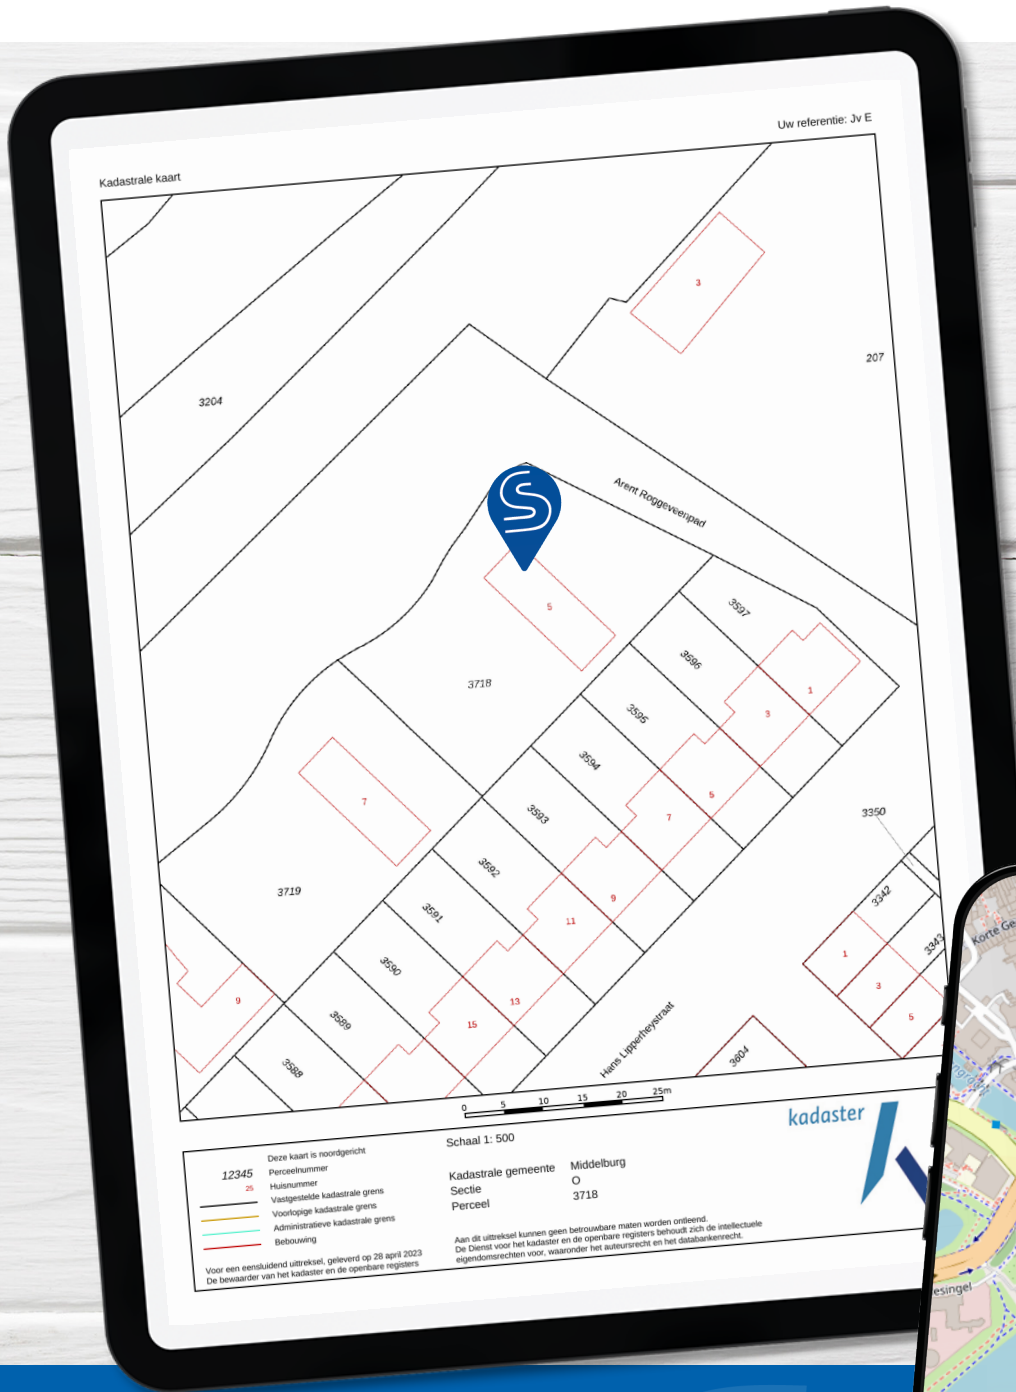 Kadastrale kaart
Uw referentie: Jv E
3
207
3204
Arent Roggeveenpad
5
3597
3596
1
3718
3595
3
3594
5
7
7
3593
3350
3592
9
3342
3719
3591
11
3343
1
3590
13
3
9
3589
15
5
Hans Lipperheystraat
3588
3604
0 5 10 15 20 25m
Schaal 1: 500
kadaster
Deze kaart is noordgericht
12345 Perceelnummer
25 Huisnummer
Vastgestelde kadastrale grens
Voorlopige kadastrale grens
Administratieve kadastrale grens
Bebouwing
Kadastrale gemeente Middelburg
Sectie O
Perceel 3718
Voor een eensluidend uittreksel, geleverd op 28 april 2023
De bewaarder van het kadaster en de openbare registers
Aan dit uittreksel kunnen geen betrouwbare maten worden ontleend.
De Dienst voor het kadaster en de openbare registers behoudt zich de intellectuele
eigendomsrechten voor, waaronder het auteursrecht en het databankenrecht.
Korte Ge
esingel